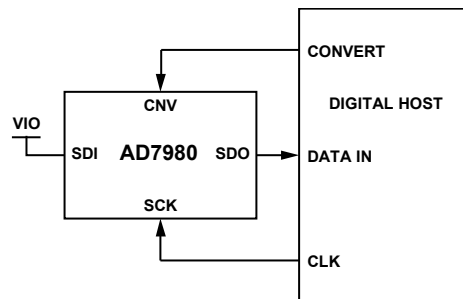 CONVERT
CNV
DIGITAL HOST
VIO
SDI AD7980 SDO
DATA IN
SCK
CLK